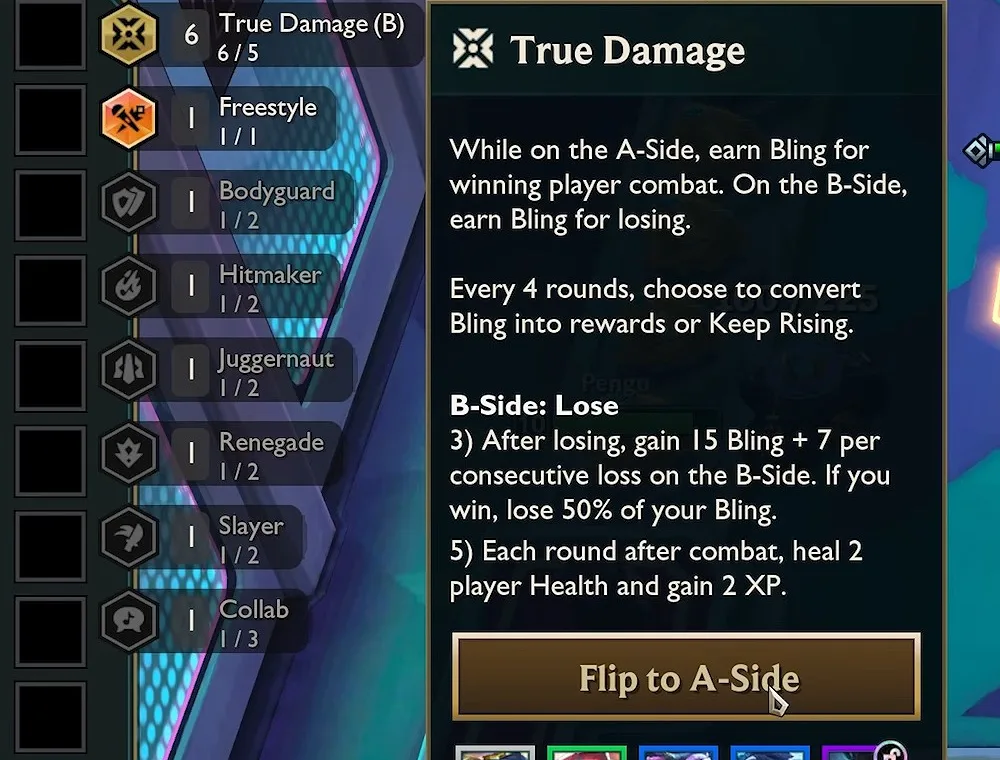 6
True Damage (B)
6 / 5
1
Freestyle
1 / 1
1
Bodyguard
1 / 2
1
Hitmaker
1 / 2
1
Juggernaut
1 / 2
1
Renegade
1 / 2
1
Slayer
1 / 2
1
Collab
1 / 3
True Damage
While on the A-Side, earn Bling for
winning player combat. On the B-Side,
earn Bling for losing.
Every 4 rounds, choose to convert
Bling into rewards or Keep Rising.
Pengu
B-Side: Lose
3) After losing, gain 15 Bling + 7 per
consecutive loss on the B-Side. If you
win, lose 50% of your Bling.
5) Each round after combat, heal 2
player Health and gain 2 XP.
Flip to A-Side